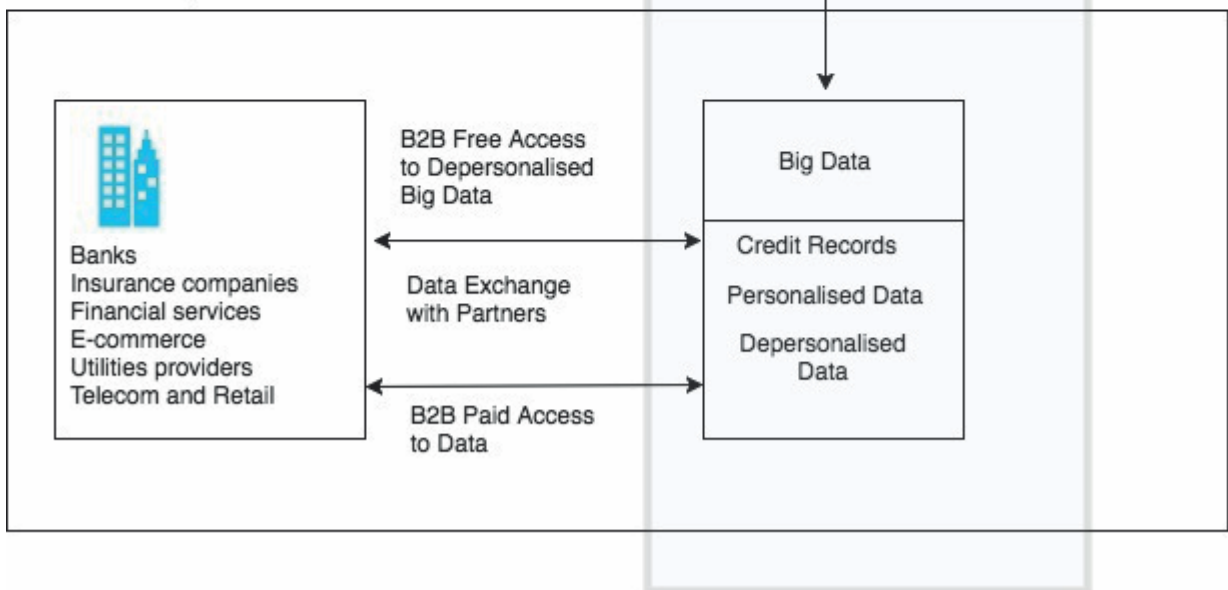 Banks
Insurance companies
Financial services
E-commerce
Utilities providers
Telecom and Retail
B2B Free Access
to Depersonalised
Big Data
Data Exchange
with Partners
B2B Paid Access
to Data
Big Data
Credit Records
Personalised Data
Depersonalised
Data